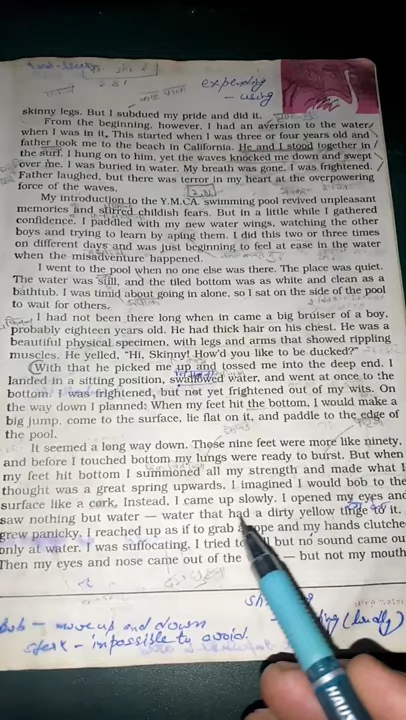 expending
- using
skinny legs. But I subdued my pride and did it.
From the beginning, however, I had an aversion to the water
when I was in it. This started when I was three or four years old and
father took me to the beach in California. He and I stood together in
the surf. I hung on to him, yet the waves knocked me down and swept
over me. I was buried in water. My breath was gone. I was frightened.
Father laughed, but there was terror in my heart at the overpowering
force of the waves.
My introduction to the Y.M.CA. swimming pool revived unpleasant
memories and stirred childish fears. But in a little while I gathered
confidence. I paddled with my new water wings, watching the other
boys and trying to learn by aping them. I did this two or three times
on different days and was just beginning to feel at ease in the water
when the misadventure happened.
I went to the pool when no one else was there. The place was quiet.
The water was still, and the tiled bottom was as white and clean as a
bathtub. I was timid about going in alone, so I sat on the side of the pool
to wait for others.
I had not been there long when in came a big bruiser of a boy,
probably eighteen years old. He had thick hair on his chest. He was a
beautiful physical specimen, with legs and arms that showed rippling
muscles. He yelled, "Hi, Skinny! How'd you like to be ducked?"
With that he picked me up and tossed me into the deep end. I
landed in a sitting position, swallowed water, and went at once to the
bottom. I was frightened, but not yet frightened out of my wits. On
the way down I planned: When my feet hit the bottom, I would make a
big jump, come to the surface, lie flat on it, and paddle to the edge of
the pool.
It seemed a long way down. Those nine feet were more like ninety,
and before I touched bottom my lungs were ready to burst. But when
my feet hit bottom I summoned all my strength and made what I
thought was a great spring upwards. I imagined I would bob to the
surface like a cork. Instead, I came up slowly. I opened my eyes and
saw nothing but water — water that had a dirty yellow tinge to it.
grew panicky. I reached up as if to grab a rope and my hands clutche
only at water. I was suffocating. I tried to but no sound came ou
Then my eyes and nose came out of the — but not my mouth
Bob - move up and down
- impossible to avoid.
(loudly)